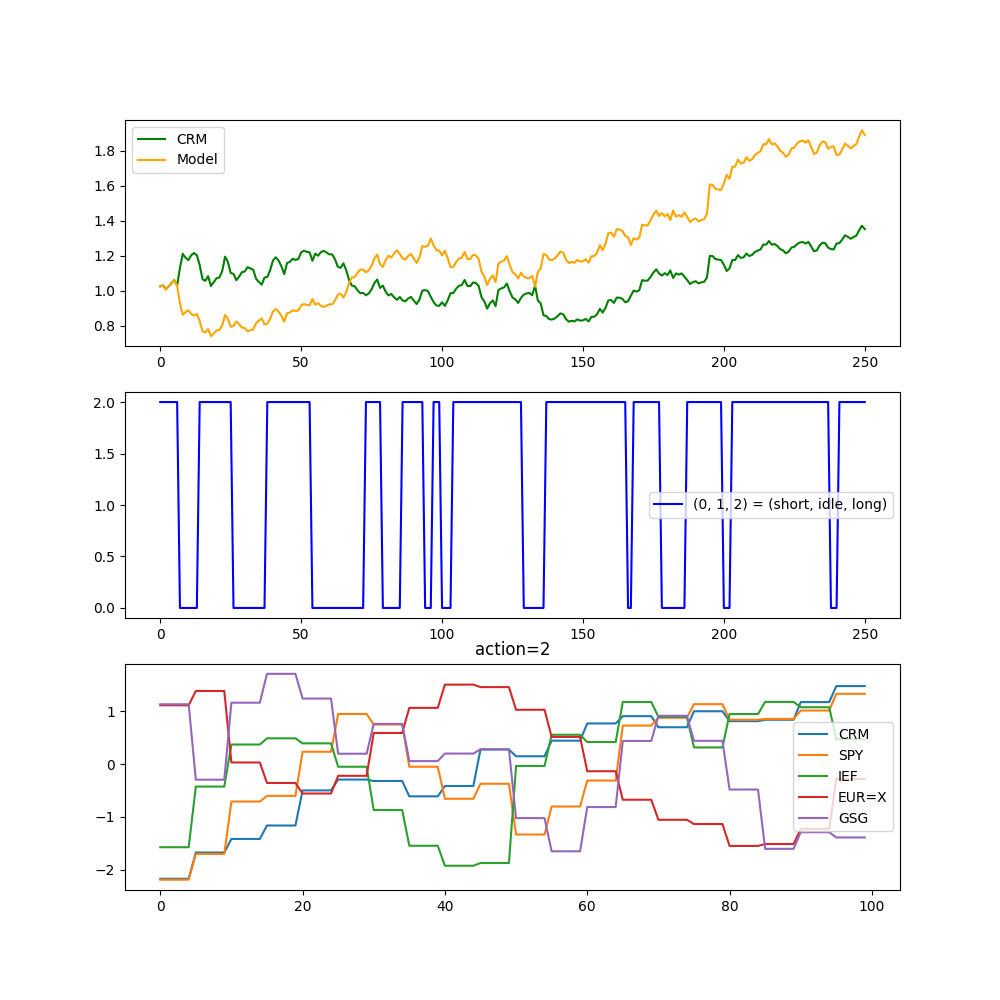 CRM
Model
1.8
1.6
1.4
1.2
1.0
0.8
0 50 100 150 200 250
2.0
1.5
1.0
0.5
0.0
(0, 1, 2) = (short, idle, long)
0 50 100 150 200 250
action=2
1
0
−1
−2
CRM
SPY
IEF
EUR=X
GSG
0 20 40 60 80 100